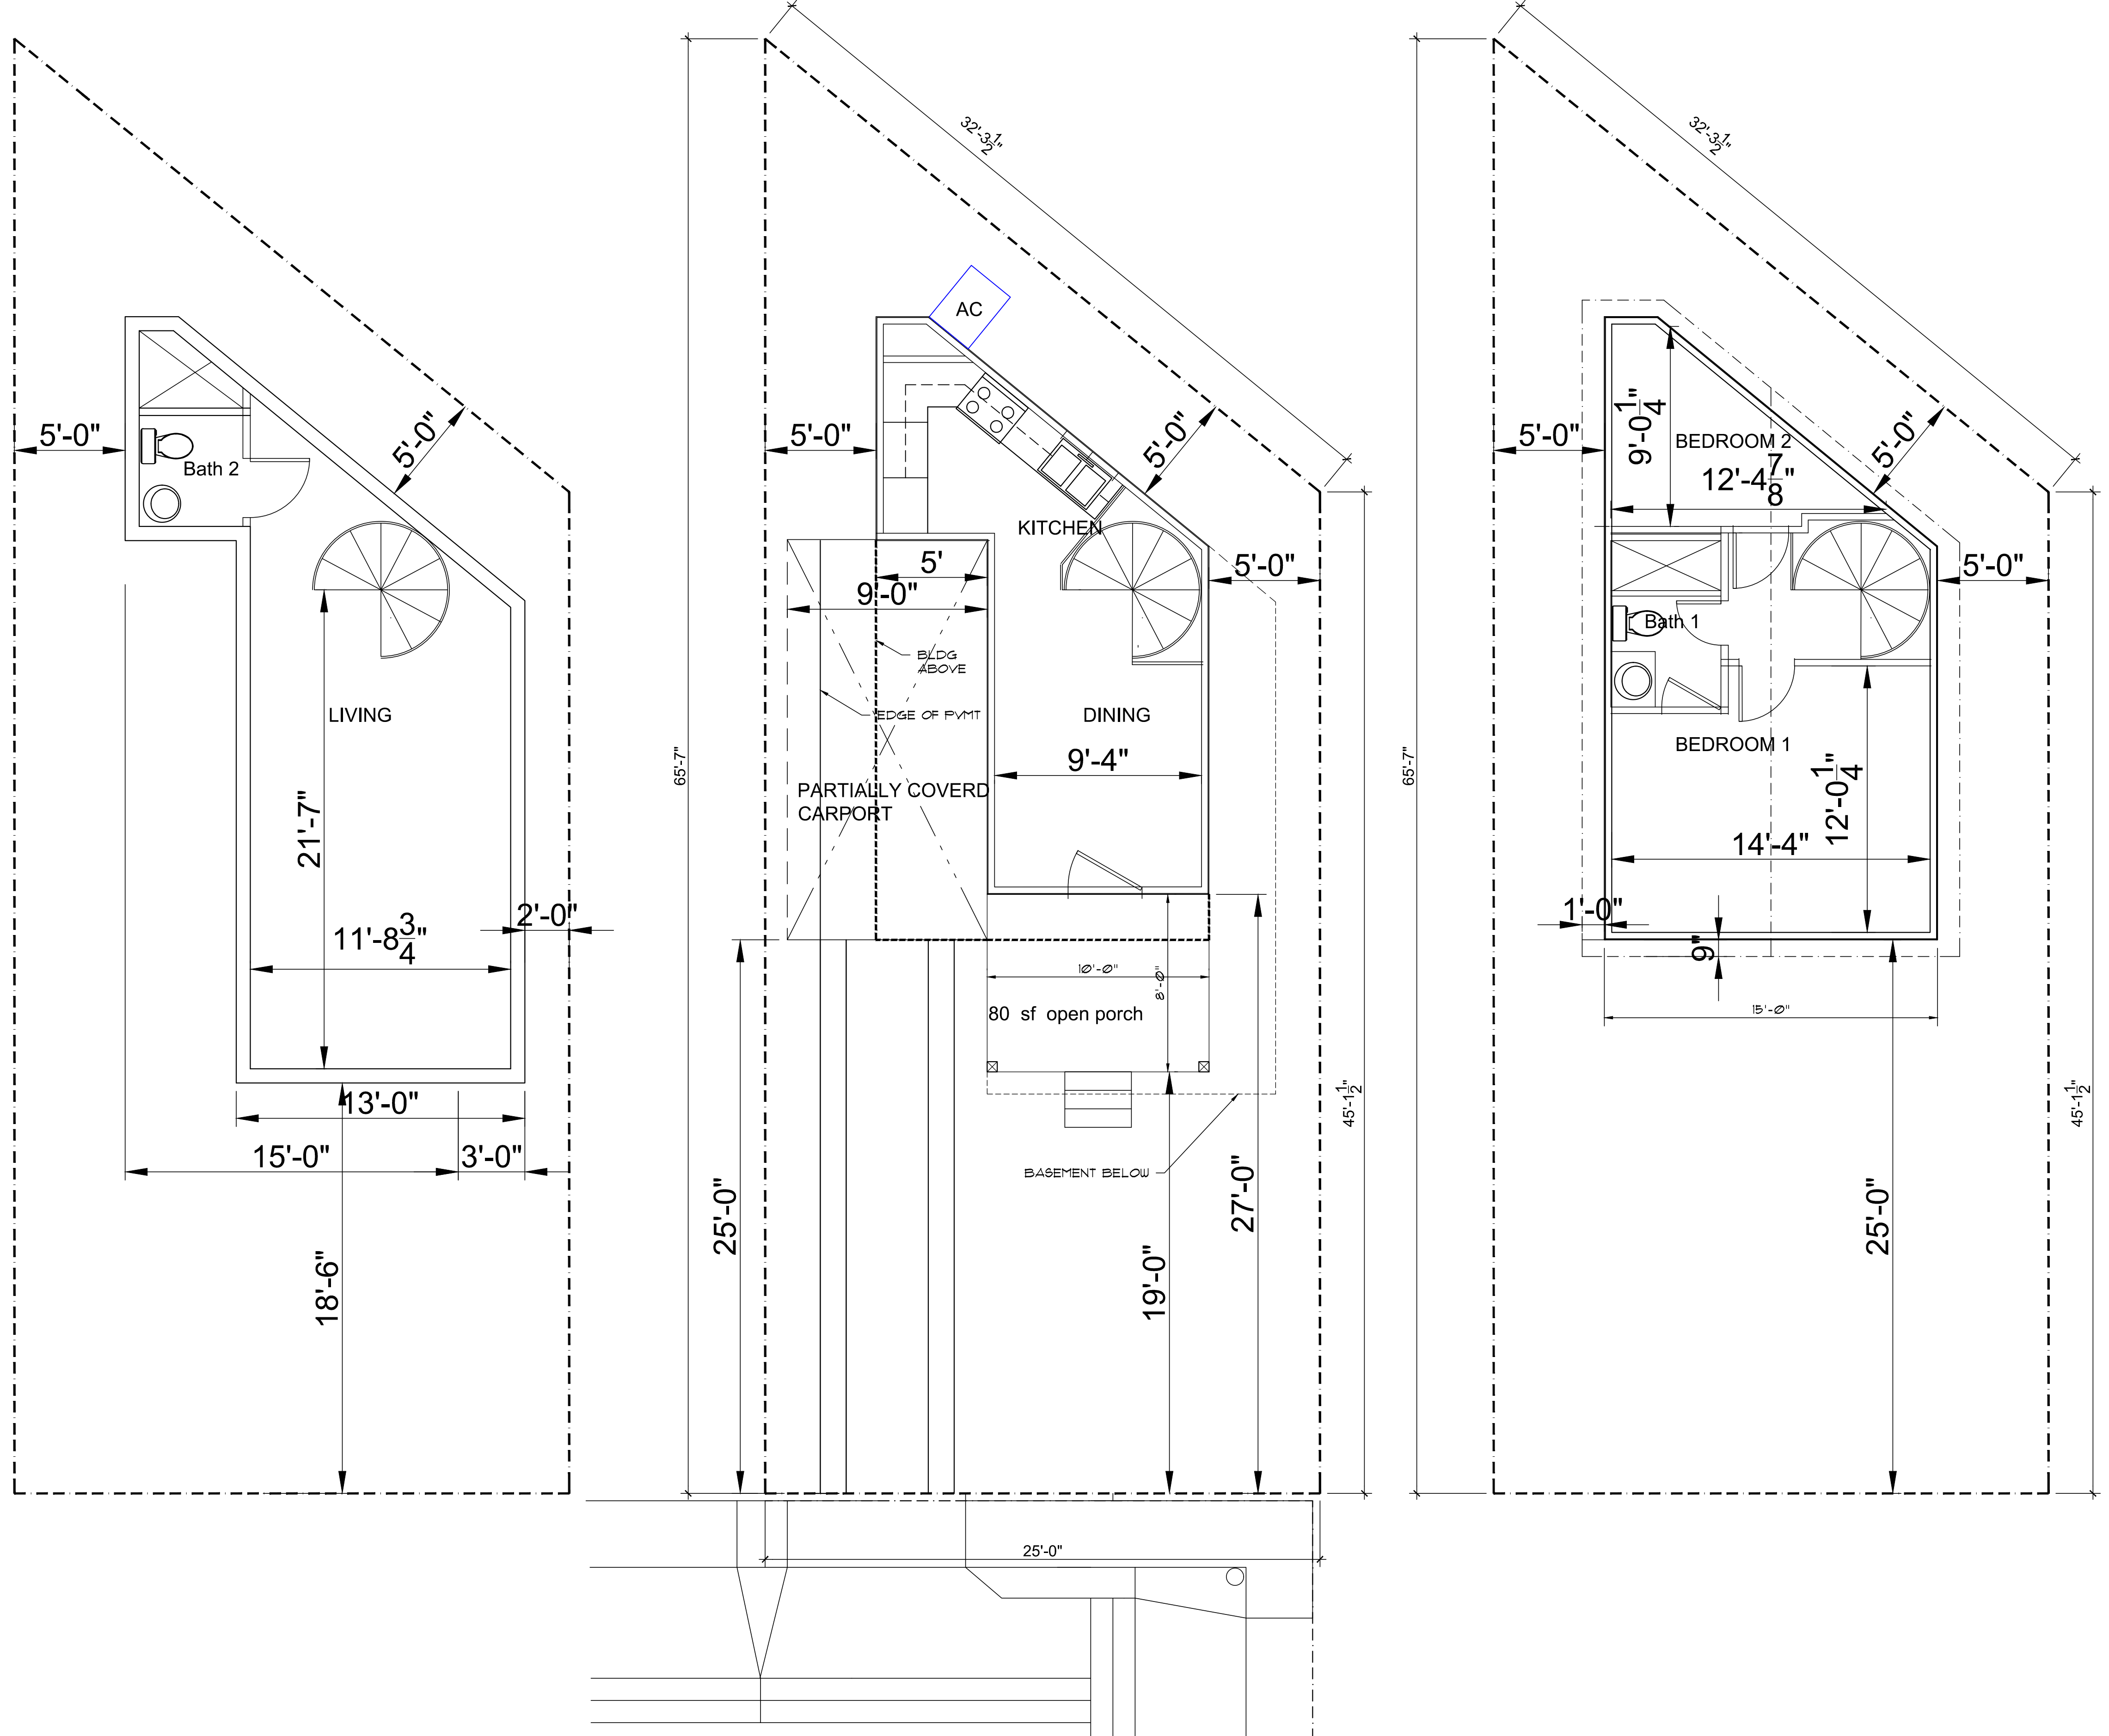 5'-0"
5'-0"
Bath 2
LIVING
21'-7"
11'-8 3/4"
2'-0"
13'-0"
15'-0"
3'-0"
18'-6"
32'-3 1/2"
AC
5'-0"
5'-0"
KITCHEN
5'
5'-0"
9'-0"
BLDG
ABOVE
EDGE OF PVMT
DINING
65'-7"
9'-4"
PARTIALLY COVERD
CARPORT
10'-0"
8'-0"
80 sf open porch
45'-1 1/2"
BASEMENT BELOW
25'-0"
27'-0"
19'-0"
25'-0"
32'-3 1/2"
9'-0 1/4"
5'-0"
BEDROOM 2
5'-0"
12'-4 7/8"
5'-0"
Bath 1
BEDROOM 1
65'-7"
12'-0 1/4"
14'-4"
1'-0"
9"
15'-0"
45'-1 1/2"
25'-0"